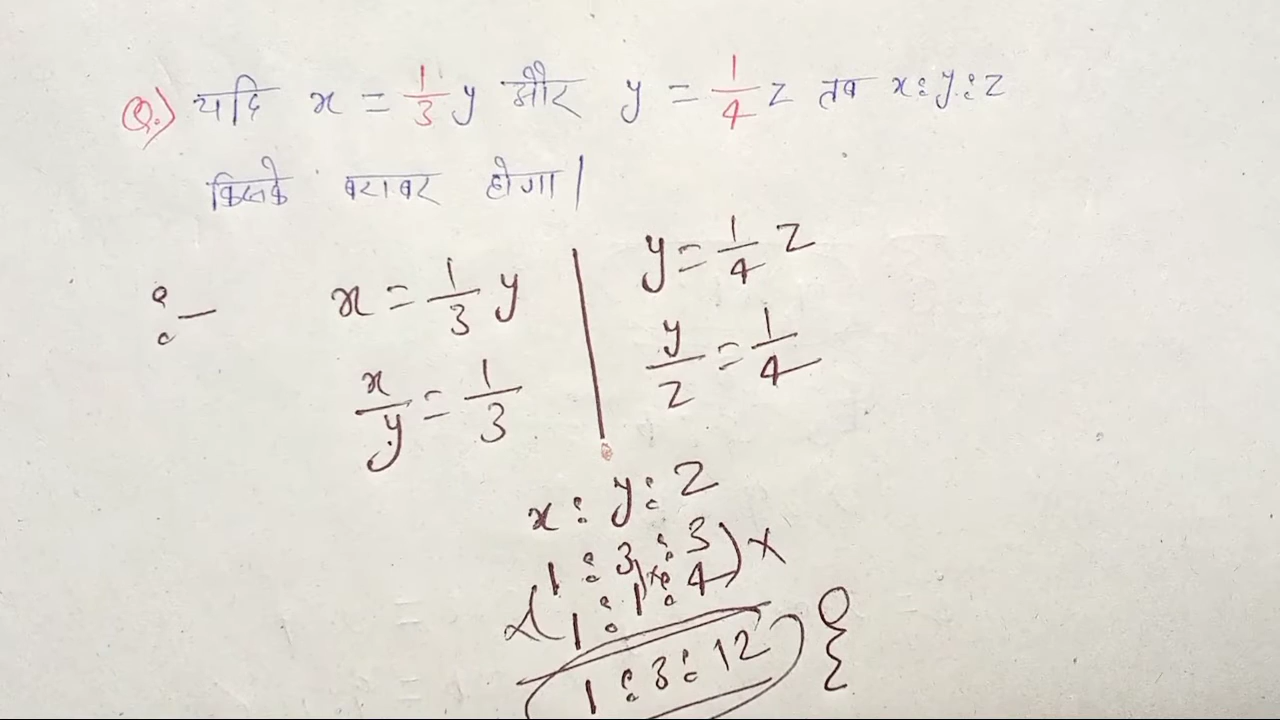 Q.) यदि x = 1/3 y और y = 1/4 z तब x:y:z
किसके बराबर होगा।
:- x = 1/3 y
x/y = 1/3
y = 1/4 z
y/z = 1/4
x : y : z
1 : 3 : 3
1 : 1 : 4
1 : 3 : 12